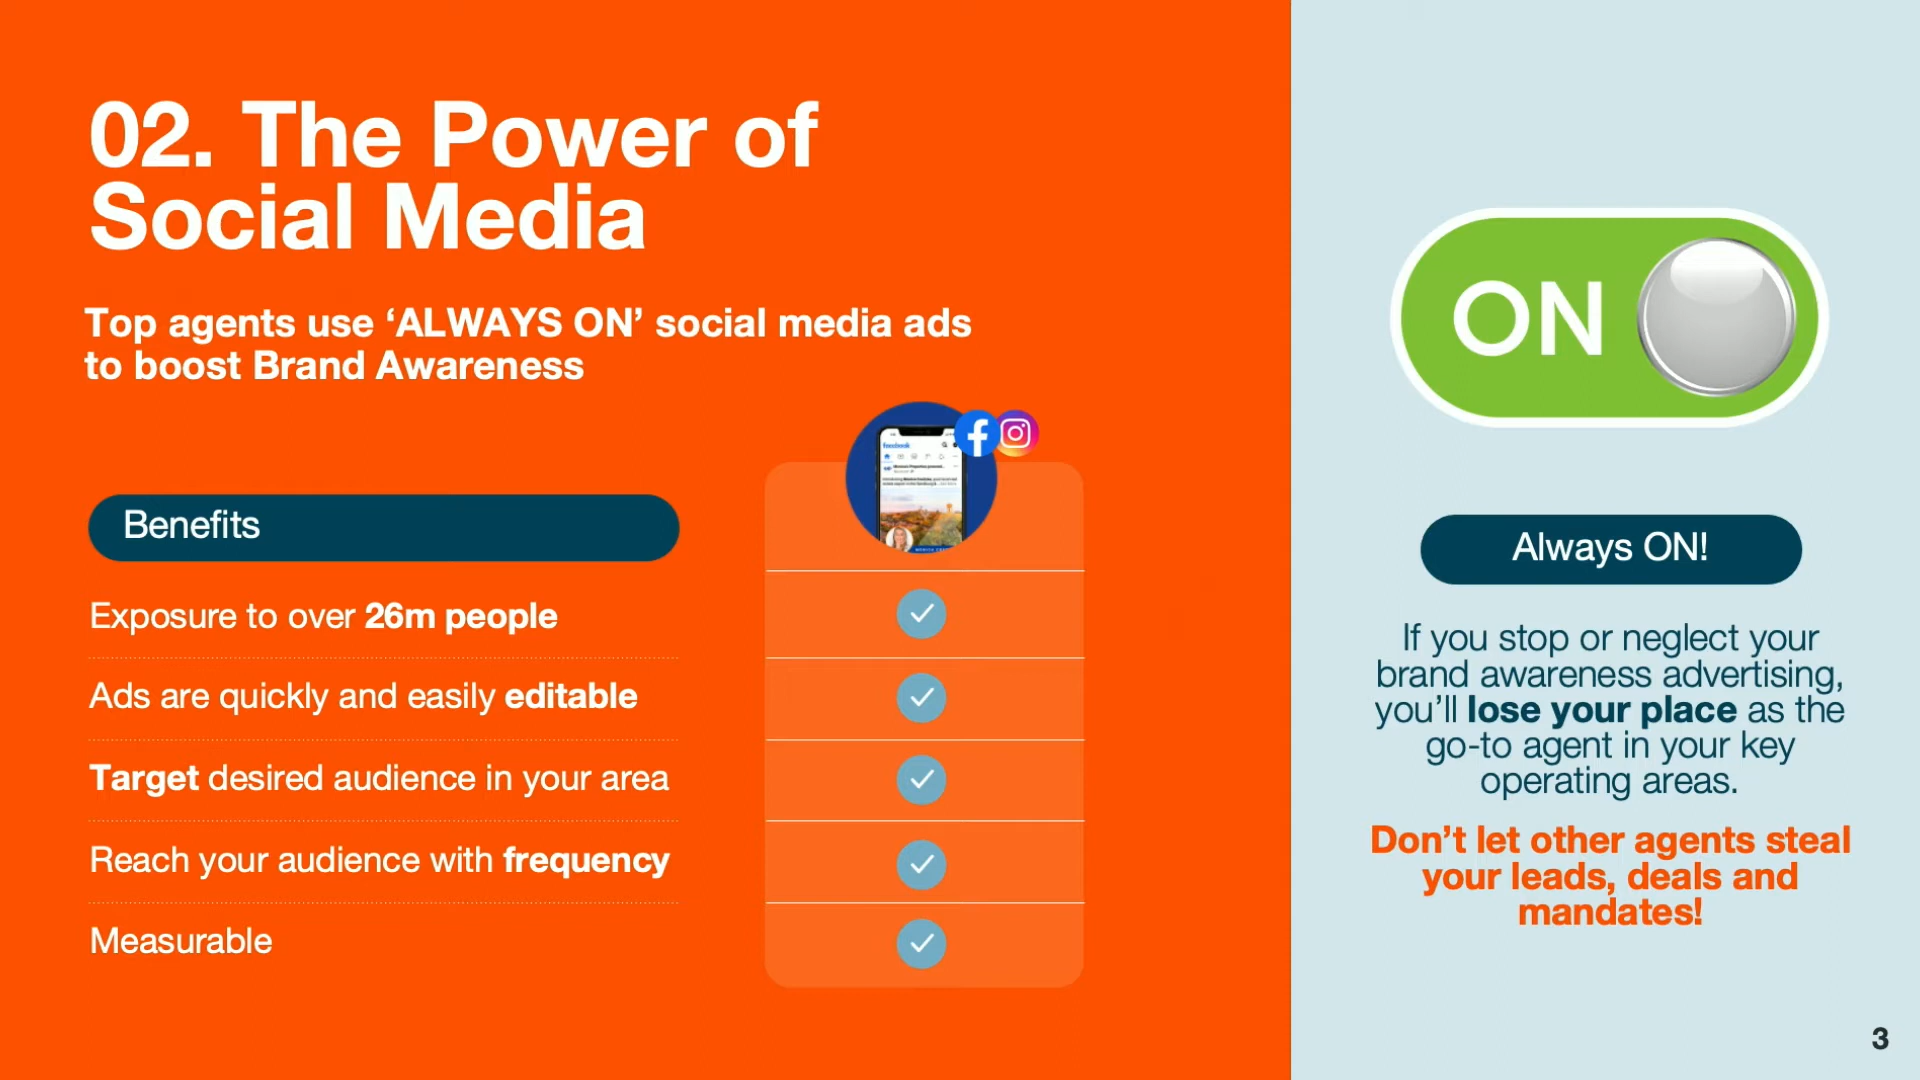 02. The Power of
Social Media
Top agents use ‘ALWAYS ON’ social media ads
to boost Brand Awareness
Benefits
Exposure to over 26m people
Ads are quickly and easily editable
Target desired audience in your area
Reach your audience with frequency
Measurable
facebook
ON
Always ON!
If you stop or neglect your
brand awareness advertising,
you’ll lose your place as the
go-to agent in your key
operating areas.
Don’t let other agents steal
your leads, deals and
mandates!
3